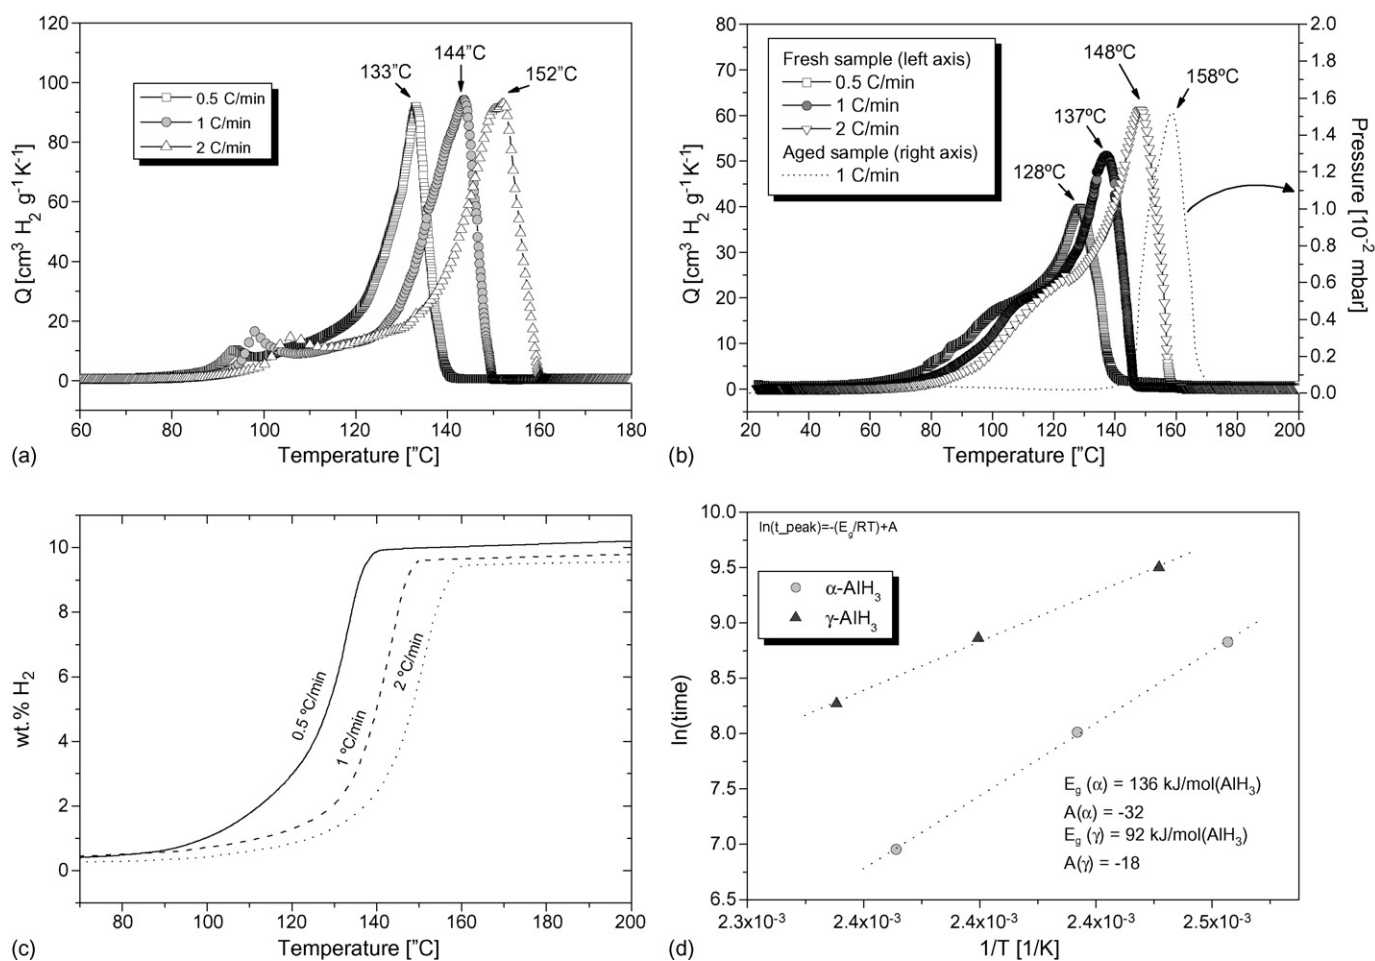 120
100
80
60
40
20
0
60
80
100
120
140
160
180
Q [cm³ H₂ g⁻¹K⁻¹]
Temperature [”C]
0.5 C/min
1 C/min
2 C/min
133”C
144”C
152”C
(a)
80
70
60
50
40
30
20
10
0
20
40
60
80
100
120
140
160
180
200
2.0
1.8
1.6
1.4
1.2
1.0
0.8
0.6
0.4
0.2
0.0
Q [cm³ H₂ g⁻¹K⁻¹]
Temperature [”C]
Pressure [10⁻² mbar]
Fresh sample (left axis)
0.5 C/min
1 C/min
2 C/min
Aged sample (right axis)
1 C/min
128ºC
137ºC
148ºC
158ºC
(b)
10
8
6
4
2
0
80
100
120
140
160
180
200
wt.% H₂
Temperature [”C]
0.5 ºC/min
1 ºC/min
2 ºC/min
(c)
10.0
9.5
9.0
8.5
8.0
7.5
7.0
6.5
2.3x10⁻³
2.4x10⁻³
2.4x10⁻³
2.4x10⁻³
2.5x10⁻³
ln(time)
1/T [1/K]
ln(t_peak)=-(E_g/RT)+A
α-AlH₃
γ-AlH₃
E_g (α) = 136 kJ/mol(AlH₃)
A(α) = -32
E_g (γ) = 92 kJ/mol(AlH₃)
A(γ) = -18
(d)